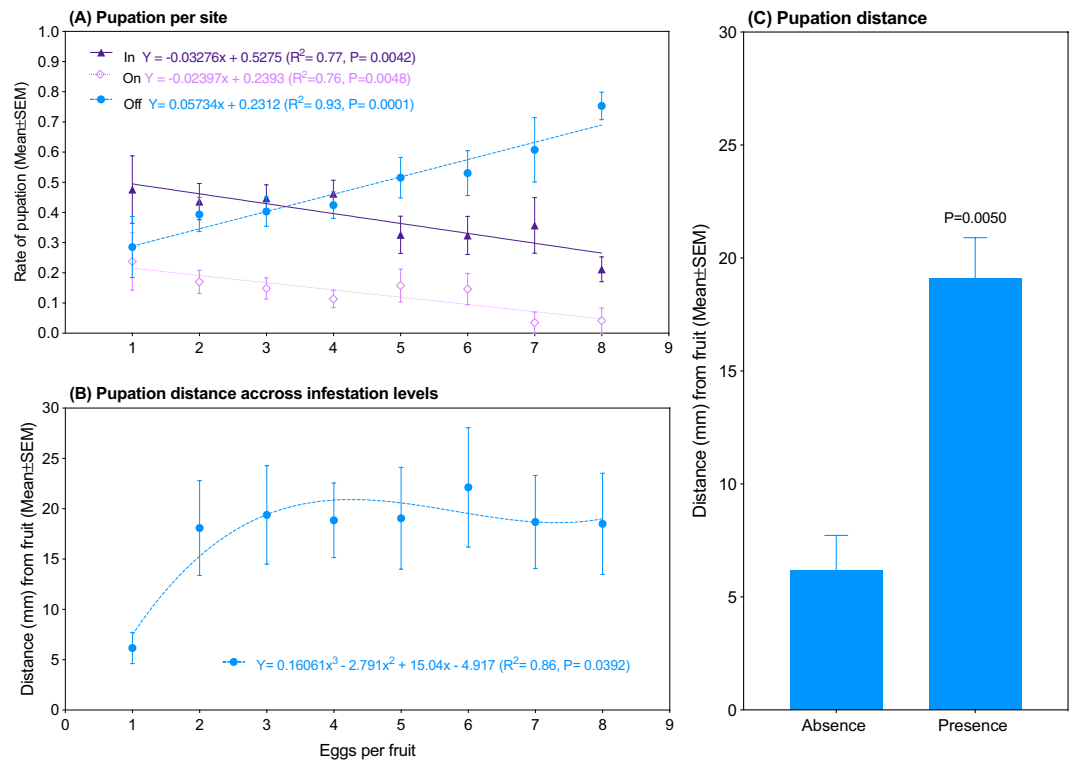 (A) Pupation per site
Rate of pupation (Mean±SEM)
1.0
0.9
0.8
0.7
0.6
0.5
0.4
0.3
0.2
0.1
0.0
In Y = -0.03276x + 0.5275 (R2= 0.77, P= 0.0042)
On Y = -0.02397x + 0.2393 (R2=0.76, P=0.0048)
Off Y= 0.05734x + 0.2312 (R2= 0.93, P= 0.0001)
1 2 3 4 5 6 7 8 9
(B) Pupation distance accross infestation levels
Distance (mm) from fruit (Mean±SEM)
30
25
20
15
10
5
0
Y= 0.16061x3 - 2.791x2 + 15.04x - 4.917 (R2= 0.86, P= 0.0392)
0 1 2 3 4 5 6 7 8 9
Eggs per fruit
(C) Pupation distance
Distance (mm) from fruit (Mean±SEM)
30
25
20
15
10
5
0
P=0.0050
Absence Presence